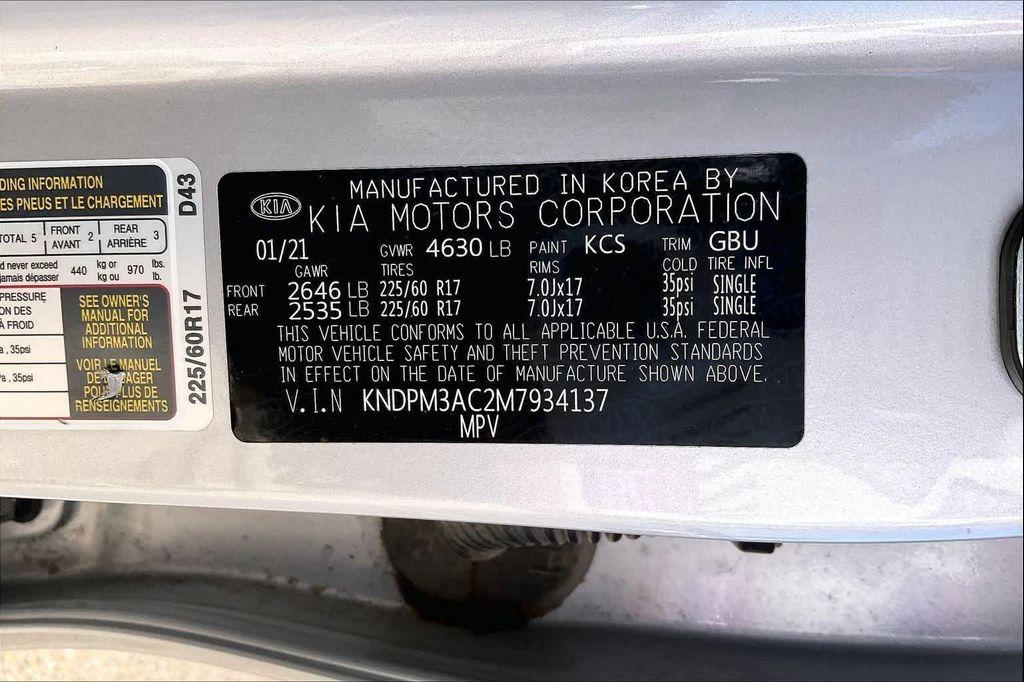 DING INFORMATION
ES PNEUS ET LE CHARGEMENT
TOTAL 5 FRONT AVANT 2 REAR ARRIÈRE 3
d never exceed
jamais dépasser
440 kg or kg ou 970 lbs. lb.
PRESSURE
ON DES
À FROID
, 35psi
, 35psi
SEE OWNER'S
MANUAL FOR
ADDITIONAL
INFORMATION
VOIR LE MANUEL
DE
POUR PLUS DE
RENSEIGNEMENTS
D43
225/60R17
KIA
MANUFACTURED IN KOREA BY
KIA MOTORS CORPORATION
01/21 GVWR 4630 LB PAINT KCS TRIM GBU
GAWR TIRES RIMS COLD TIRE INFL
FRONT 2646 LB 225/60 R17 7.0Jx17 35psi SINGLE
REAR 2535 LB 225/60 R17 7.0Jx17 35psi SINGLE
THIS VEHICLE CONFORMS TO ALL APPLICABLE U.S.A. FEDERAL
MOTOR VEHICLE SAFETY AND THEFT PREVENTION STANDARDS
IN EFFECT ON THE DATE OF MANUFACTURE SHOWN ABOVE.
V.I.N KNDPM3AC2M7934137
MPV